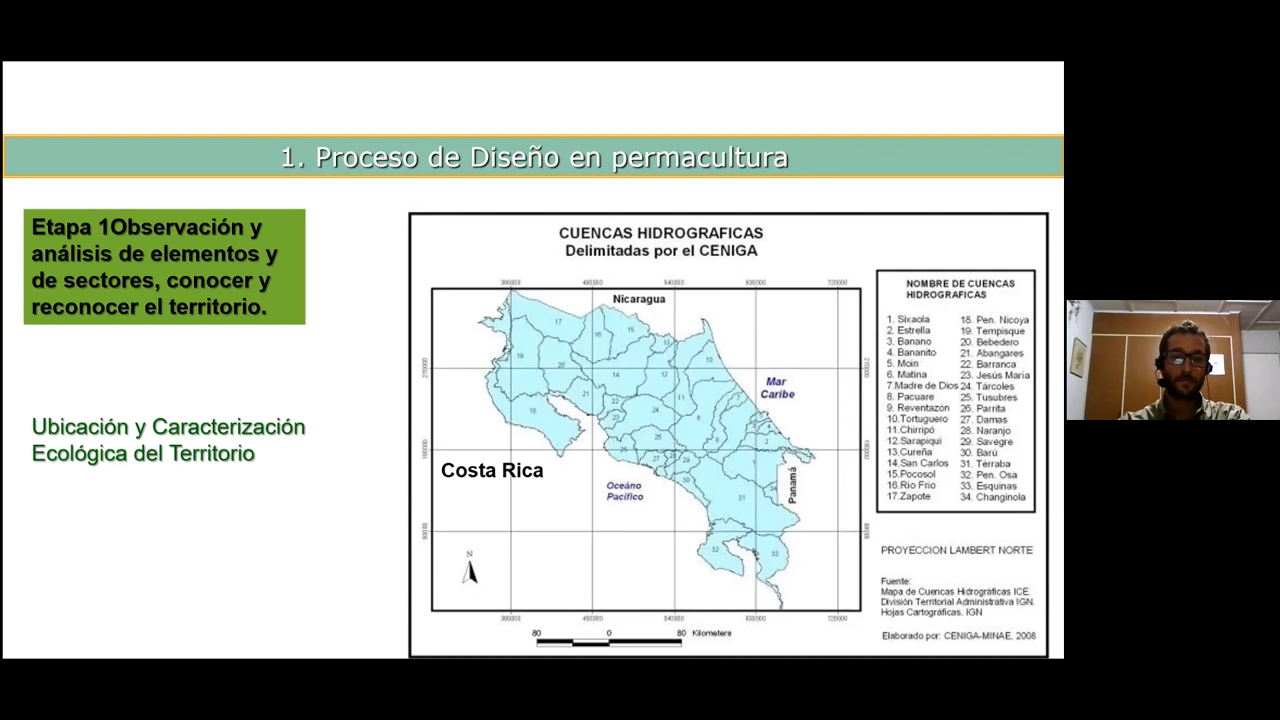 1. Proceso de Diseño en permacultura
Etapa 1Observación y
análisis de elementos y
de sectores, conocer y
reconocer el territorio.
Ubicación y Caracterización
Ecológica del Territorio
CUENCAS HIDROGRAFICAS
Delimitadas por el CENIGA
Nicaragua
Mar
Caribe
Costa Rica
Oceáno
Pacífico
Panamá
N
80 0 80 Kilometers
NOMBRE DE CUENCAS
HIDROGRAFICAS
1. Sixaola
2. Estrella
3. Banano
4. Bananito
5. Moin
6. Matina
7.Madre de Dios
8. Pacuare
9. Reventazón
10.Tortuguero
11.Chirripó
12.Sarapiqui
13.Cureña
14.San Carlos
15.Pocosol
16.Rio Frio
17.Zapote
18. Pen. Nicoya
19. Tempisque
20. Bebedero
21. Abangares
22. Barranca
23. Jesús Maria
24. Tárcoles
25. Tusubres
26. Parrita
27. Damas
28. Naranjo
29. Savegre
30. Barú
31. Térraba
32. Pen. Osa
33. Esquinas
34. Changinola
PROYECCION LAMBERT NORTE
Fuente:
Mapa de Cuencas Hidrográficas ICE.
División Territorial Administrativa IGN.
Hojas Cartográficas. IGN
Elaborado por: CENIGA-MINAE, 2008